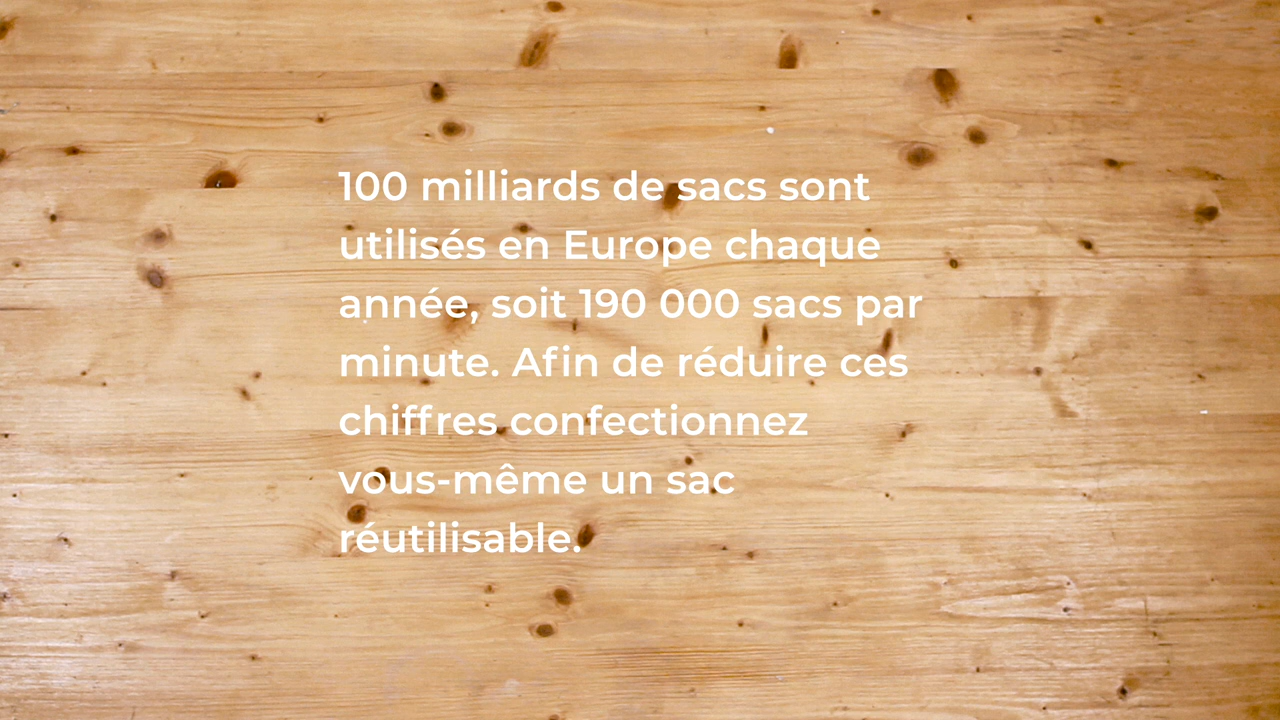 100 milliards de sacs sont
utilisés en Europe chaque
année, soit 190 000 sacs par
minute. Afin de réduire ces
chiffres confectionnez
vous-même un sac
réutilisable.